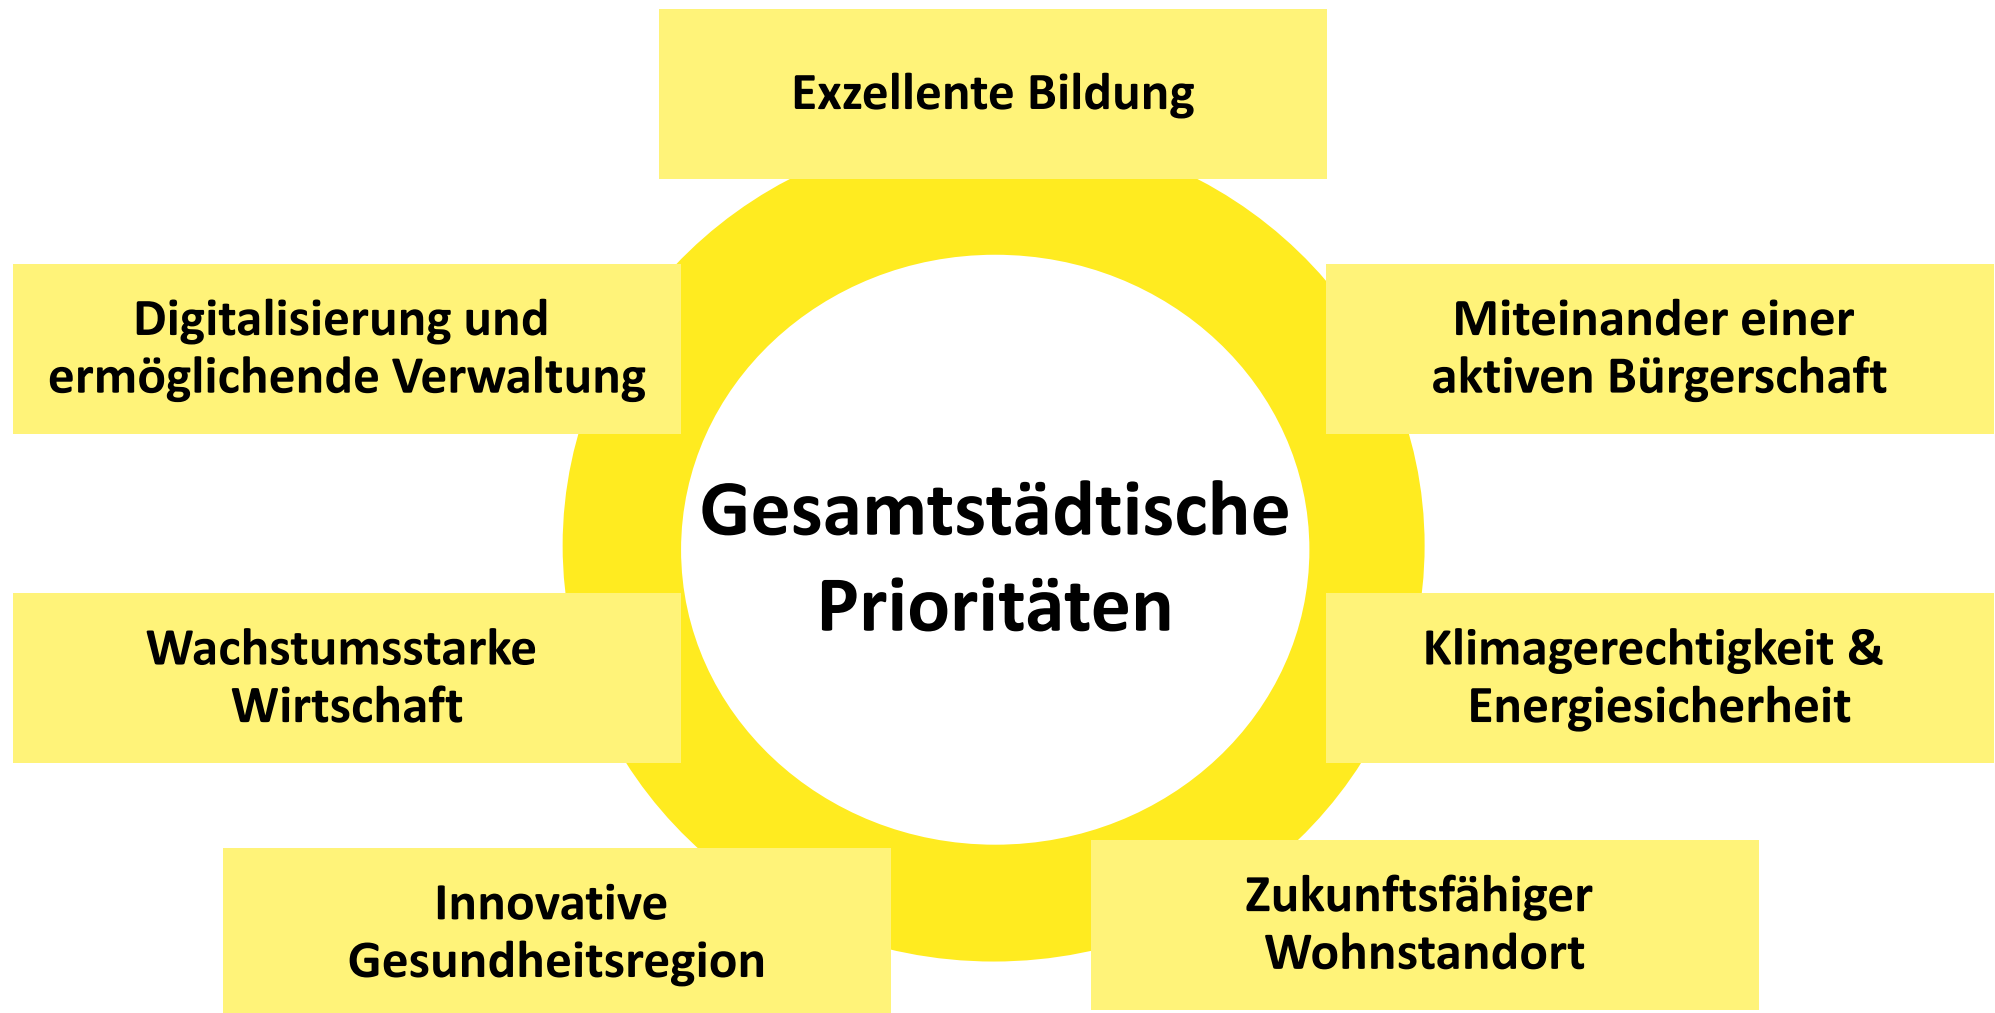 Exzellente Bildung
Digitalisierung und
ermöglichende Verwaltung
Miteinander einer
aktiven Bürgerschaft
Gesamtstädtische
Prioritäten
Wachstumsstarke
Wirtschaft
Klimagerechtigkeit &
Energiesicherheit
Innovative
Gesundheitsregion
Zukunftsfähiger
Wohnstandort